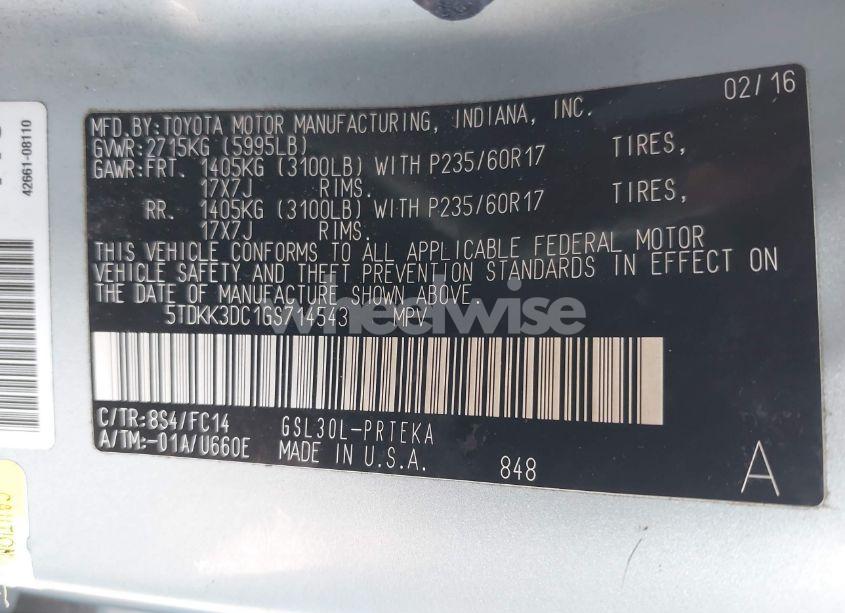 02/16
MFD.BY:TOYOTA MOTOR MANUFACTURING, INDIANA, INC.
GVWR:2715KG (5995LB)
GAWR:FRT. 1405KG (3100LB) WITH P235/60R17 TIRES,
17X7J RIMS.
RR. 1405KG (3100LB) WITH P235/60R17 TIRES,
17X7J RIMS.
THIS VEHICLE CONFORMS TO ALL APPLICABLE FEDERAL MOTOR
VEHICLE SAFETY AND THEFT PREVENTION STANDARDS IN EFFECT ON
THE DATE OF MANUFACTURE SHOWN ABOVE.
5TDKK3DC1GS714543 MPV
wheelwise
C/TR:8S4/FC14 GSL30L-PRTEKA
A/TM:-01A/U660E MADE IN U.S.A. 848 A
42661-08110
CAUTION